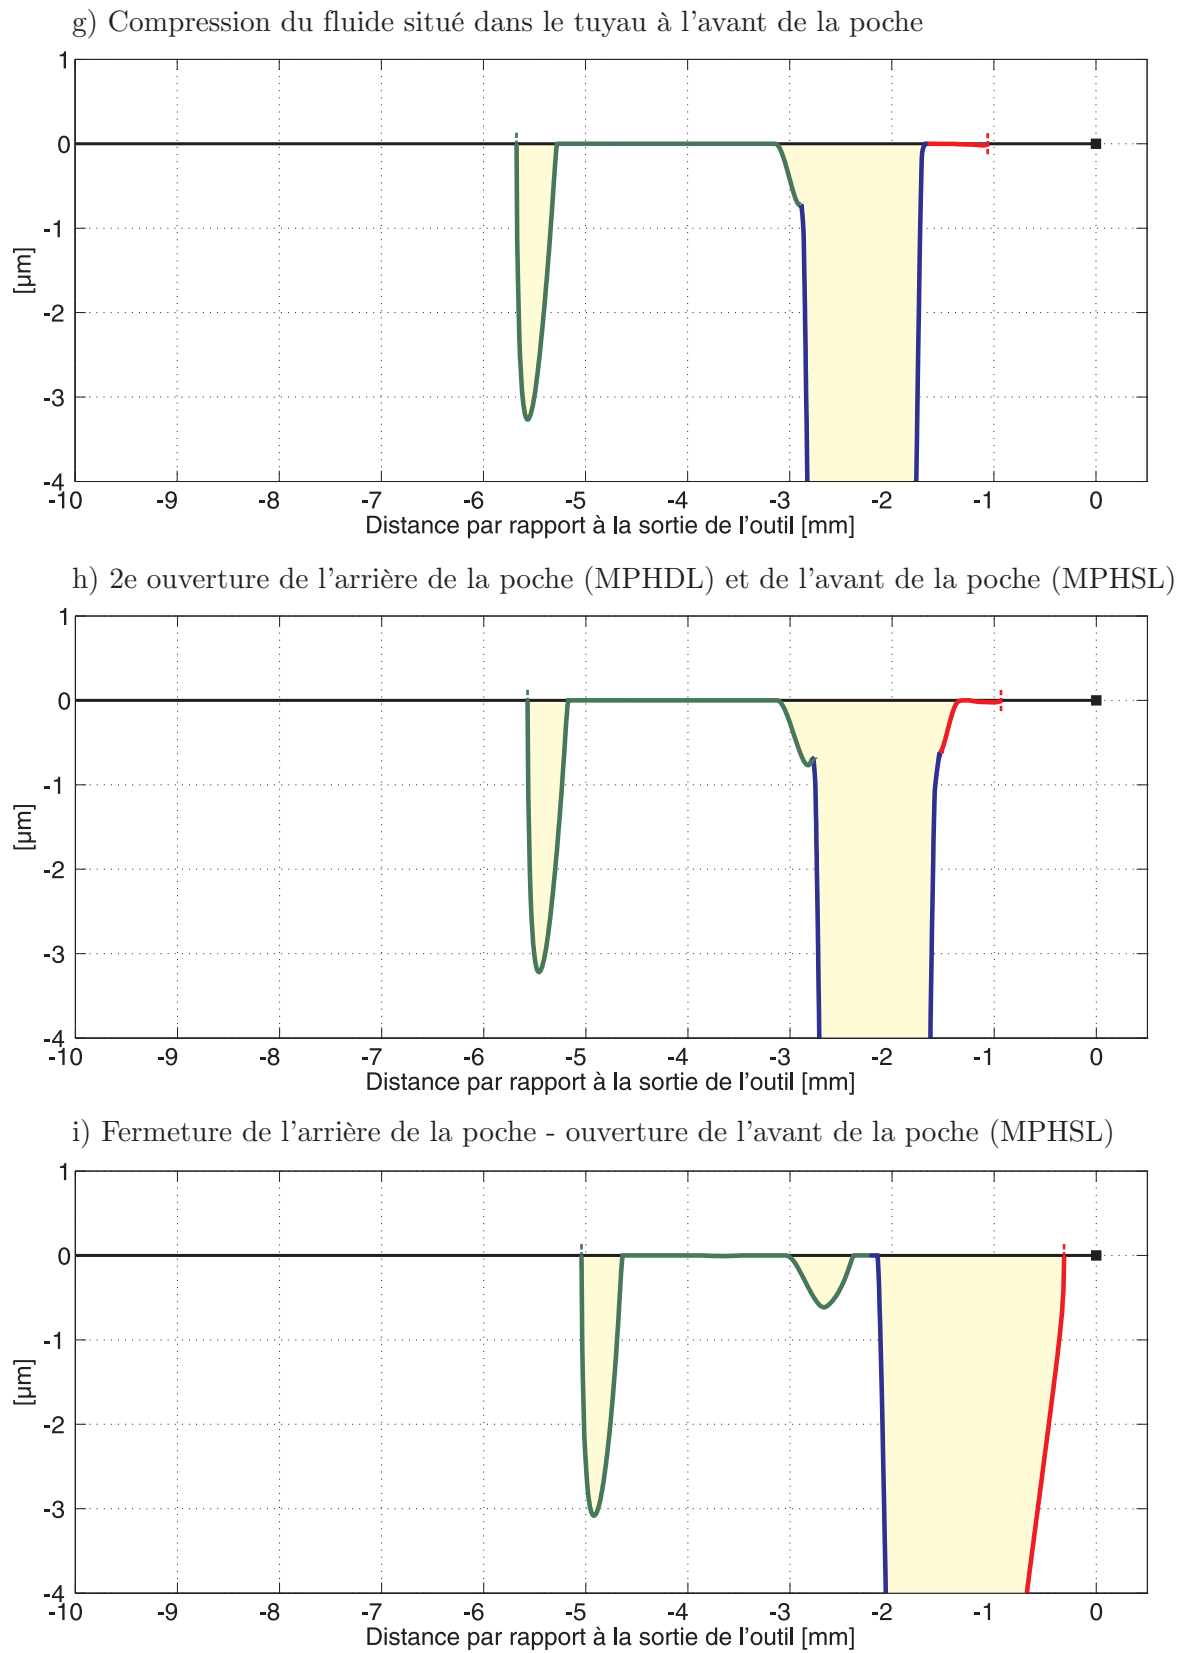 g) Compression du fluide situé dans le tuyau à l'avant de la poche
1
0
-1
-2
-3
-4
[µm]
-10 -9 -8 -7 -6 -5 -4 -3 -2 -1 0
Distance par rapport à la sortie de l'outil [mm]
h) 2e ouverture de l'arrière de la poche (MPHDL) et de l'avant de la poche (MPHSL)
1
0
-1
-2
-3
-4
[µm]
-10 -9 -8 -7 -6 -5 -4 -3 -2 -1 0
Distance par rapport à la sortie de l'outil [mm]
i) Fermeture de l'arrière de la poche - ouverture de l'avant de la poche (MPHSL)
1
0
-1
-2
-3
-4
[µm]
-10 -9 -8 -7 -6 -5 -4 -3 -2 -1 0
Distance par rapport à la sortie de l'outil [mm]